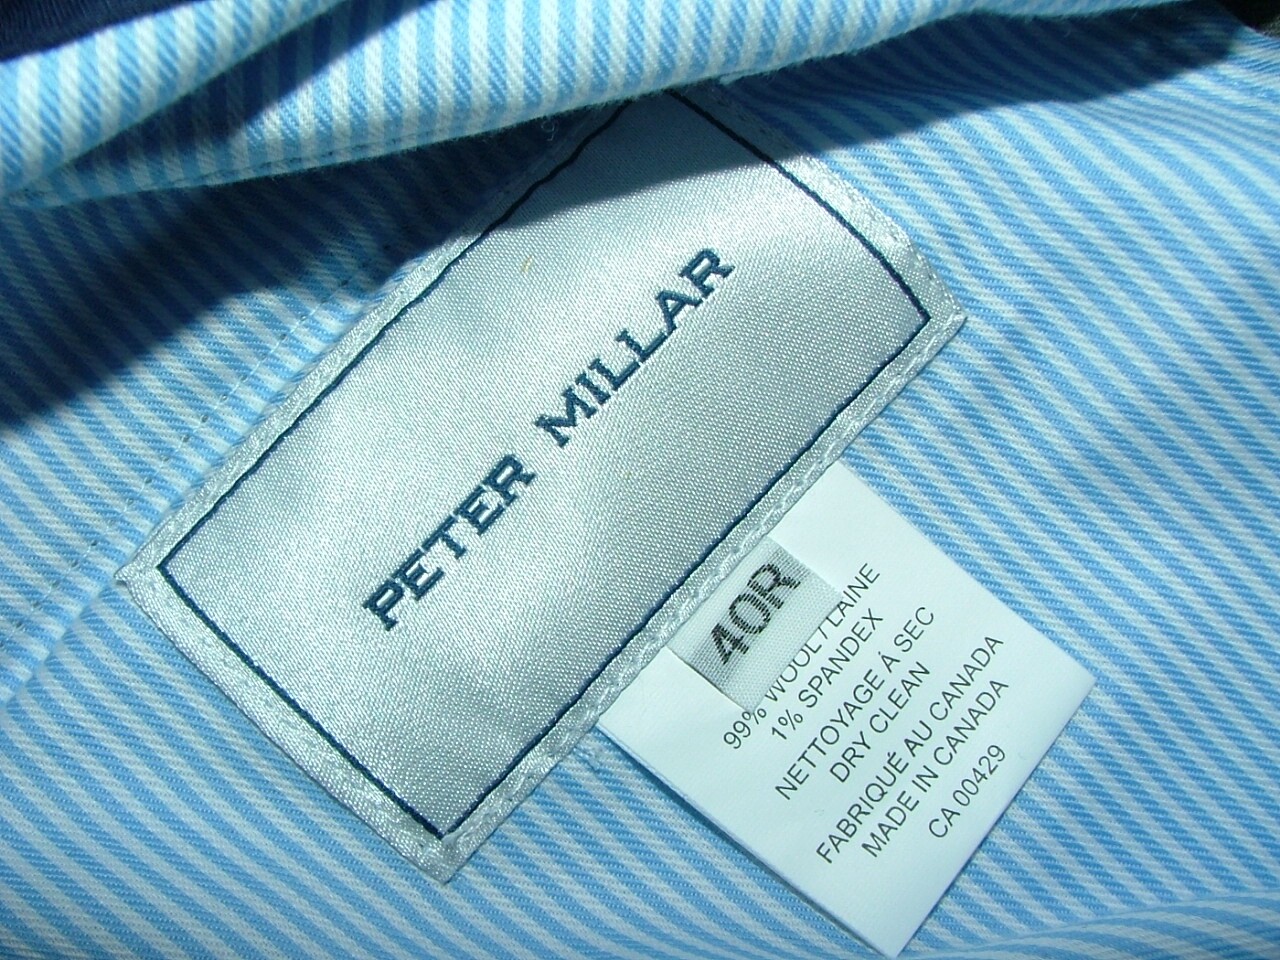 PETER MILLAR
40R
99% WOOL / LAINE
1% SPANDEX
NETTOYAGE Á SEC
DRY CLEAN
FABRIQUÉ AU CANADA
MADE IN CANADA
CA 00429